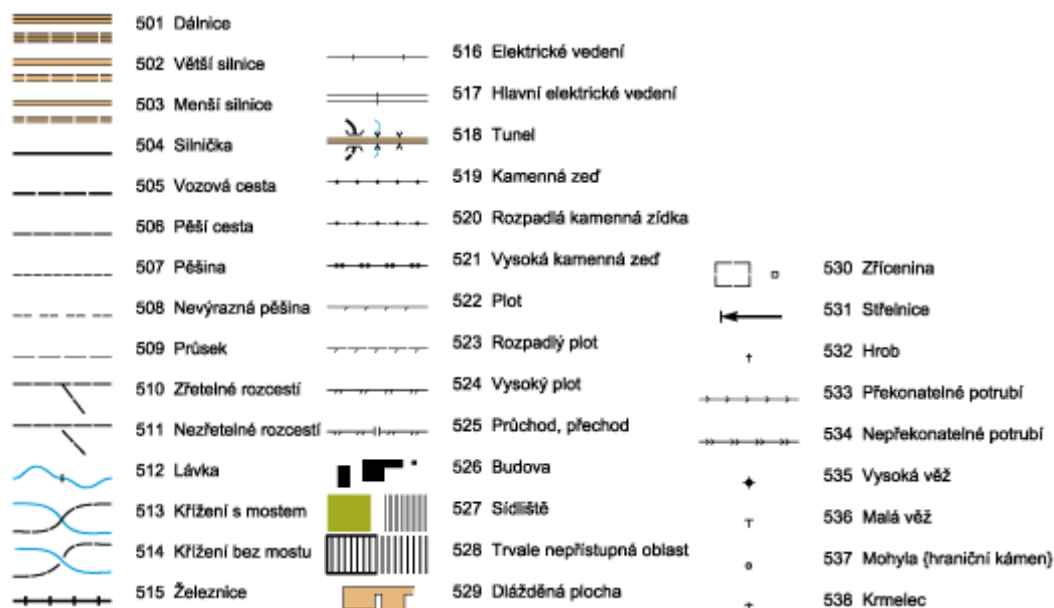 501 Dálnice
502 Větší silnice
503 Menší silnice
504 Silnička
505 Vozová cesta
506 Pěší cesta
507 Pěšina
508 Nevýrazná pěšina
509 Průsek
510 Zřetelné rozcestí
511 Nezřetelné rozcestí
512 Lávka
513 Křížení s mostem
514 Křížení bez mostu
515 Železnice
516 Elektrické vedení
517 Hlavní elektrické vedení
518 Tunel
519 Kamenná zeď
520 Rozpadlá kamenná zídka
521 Vysoká kamenná zeď
522 Plot
523 Rozpadlý plot
524 Vysoký plot
525 Průchod, přechod
526 Budova
527 Sídliště
528 Trvale nepřístupná oblast
529 Dlážděná plocha
530 Zřícenina
531 Střelnice
532 Hrob
533 Překonatelné potrubí
534 Nepřekonatelné potrubí
535 Vysoká věž
536 Malá věž
537 Mohyla (hraniční kámen)
538 Krmelec